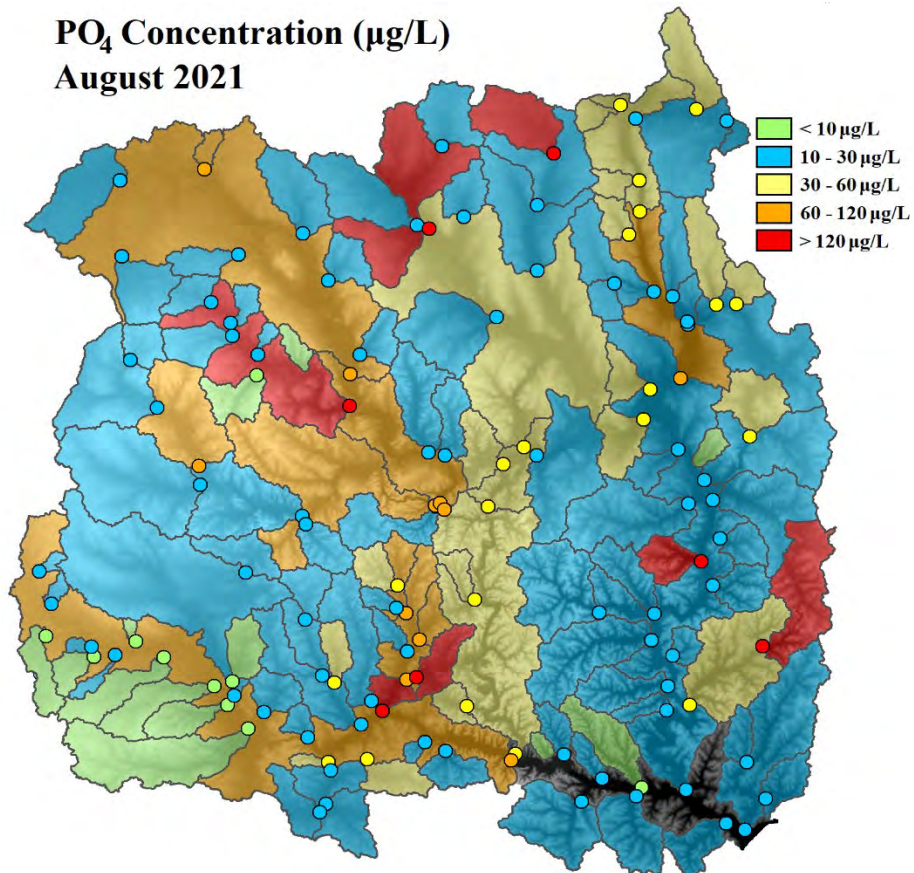 PO₄ Concentration (µg/L)
August 2021
< 10 µg/L
10 - 30 µg/L
30 - 60 µg/L
60 - 120 µg/L
> 120 µg/L